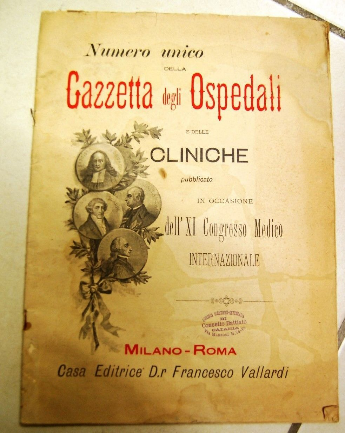 Numero unico
DELLA
Gazzetta degli Ospedali
E DELLE
CLINICHE
pubblicato
IN OCCASIONE
dell'XI Congresso Medico
INTERNAZIONALE
MILANO-ROMA
Casa Editrice D.r Francesco Vallardi